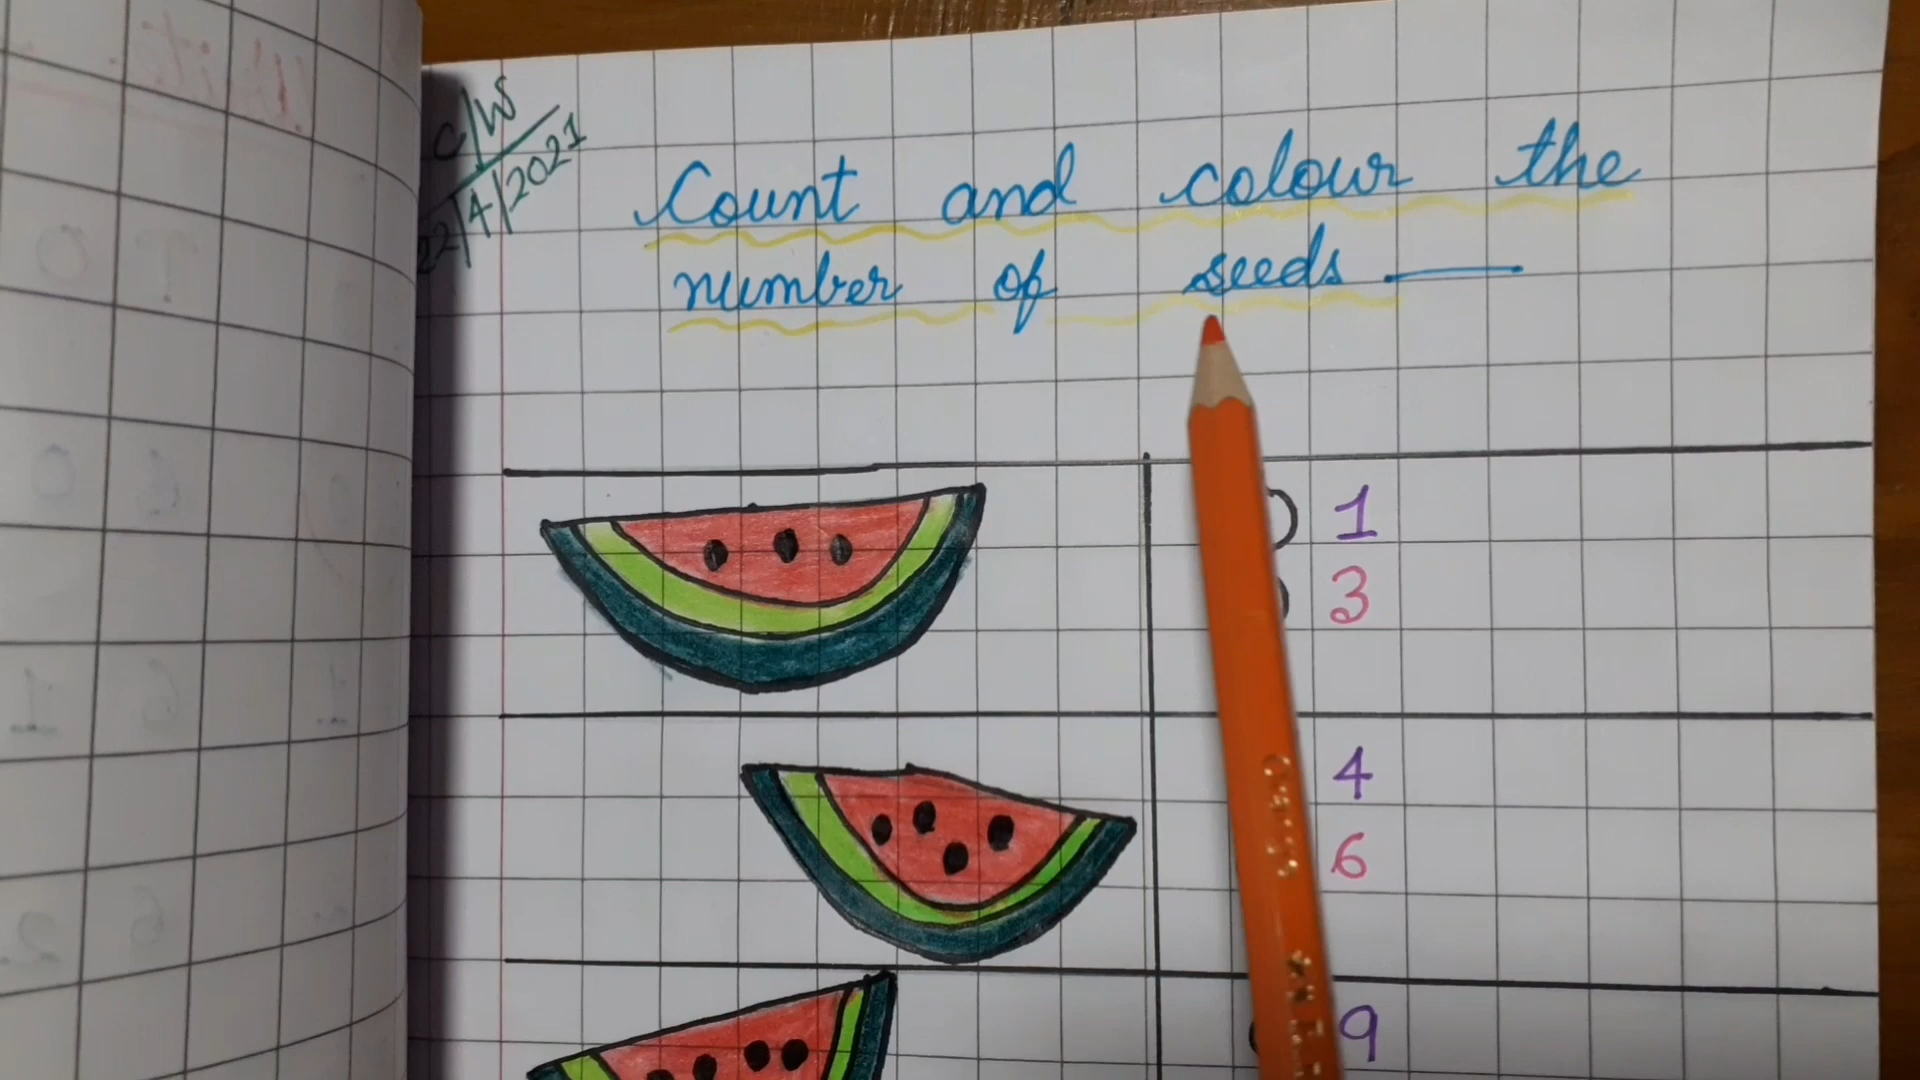 C/W
22/4/2021
Count and colour the
number of seeds.
1
3
4
6
9